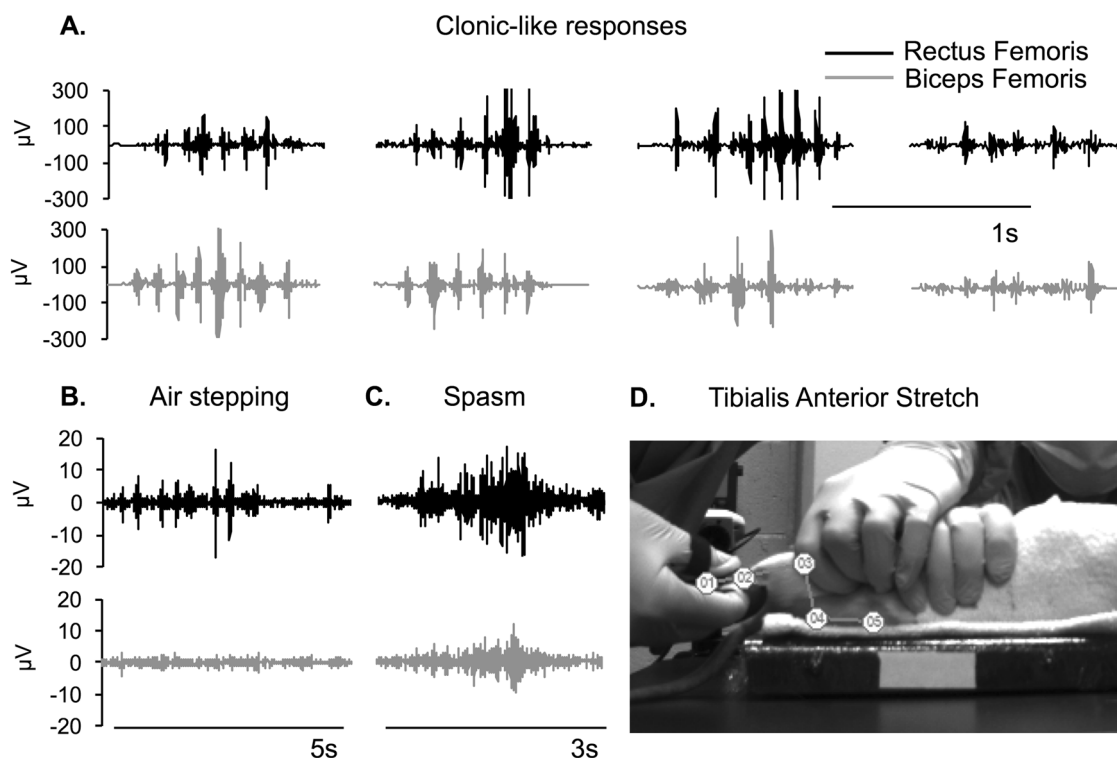 A. Clonic-like responses
Rectus Femoris
Biceps Femoris
300
100
-100
-300
µV
1s
300
100
-100
-300
µV
B. Air stepping
C. Spasm
D. Tibialis Anterior Stretch
20
10
0
-10
-20
µV
20
10
0
-10
-20
µV
5s
3s
01 02 03
04 05